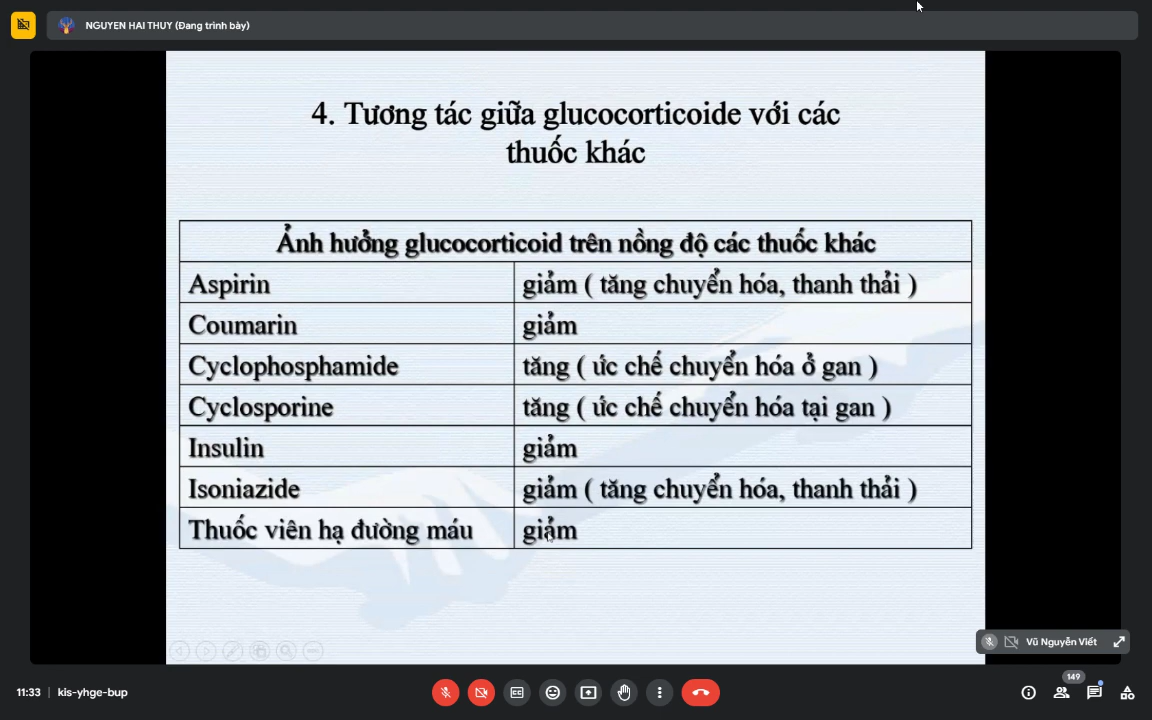 NGUYEN HAI THUY (Đang trình bày)
4. Tương tác giữa glucocorticoide với các
thuốc khác
Ảnh hưởng glucocorticoid trên nồng độ các thuốc khác
Aspirin giảm ( tăng chuyển hóa, thanh thải )
Coumarin giảm
Cyclophosphamide tăng ( ức chế chuyển hóa ở gan )
Cyclosporine tăng ( ức chế chuyển hóa tại gan )
Insulin giảm
Isoniazide giảm ( tăng chuyển hóa, thanh thải )
Thuốc viên hạ đường máu giảm
Vũ Nguyễn Viết
11:33 | kis-yhge-bup
149